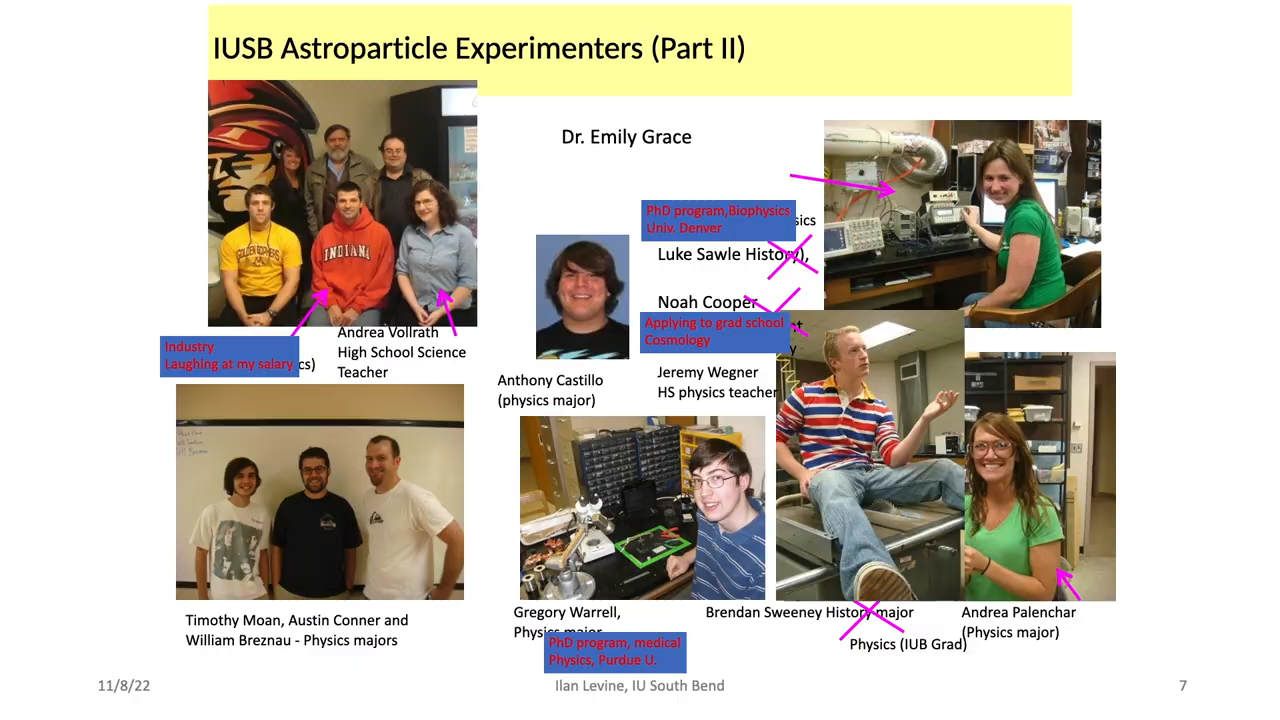 IUSB Astroparticle Experimenters (Part II)
Dr. Emily Grace
PhD program,Biophysics
Univ. Denver
sics
Luke Sawle History),
INDIANA
Noah Cooper
Applying to grad school
Cosmology
nt
y
Andrea Vollrath
High School Science
Teacher
Industry
Laughing at my salary
cs)
Jeremy Wegner
HS physics teacher
Anthony Castillo
(physics major)
Timothy Moan, Austin Conner and
William Breznau - Physics majors
Gregory Warrell,
Physics major
PhD program, medical
Physics, Purdue U.
Brendan Sweeney History major
Physics (IUB Grad)
Andrea Palenchar
(Physics major)
11/8/22
Ilan Levine, IU South Bend
7